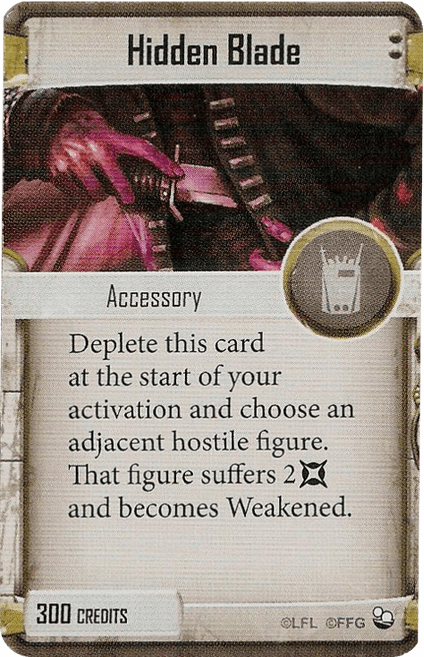 Hidden Blade
Accessory
Deplete this card
at the start of your
activation and choose an
adjacent hostile figure.
That figure suffers 2
and becomes Weakened.
300 CREDITS
©LFL ©FFG